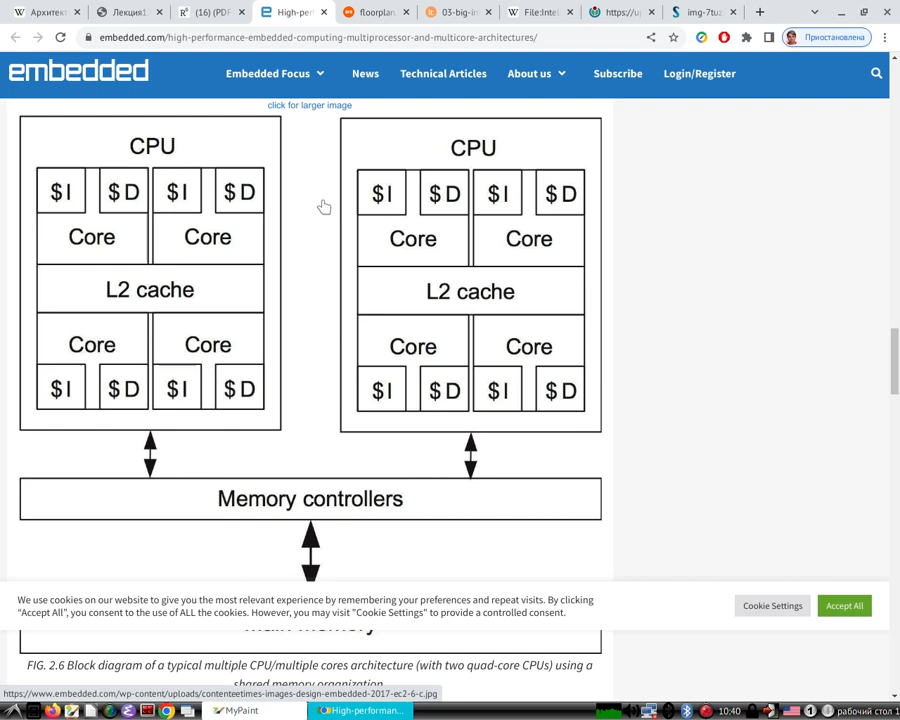 Архитект
Лекция1
(16) (PDF
High-perf
floorplan
03-big-in
File:Intel
https://u
img-7tuz
embedded.com/high-performance-embedded-computing-multiprocessor-and-multicore-architectures/
Приостановлена
embedded
Embedded Focus
News
Technical Articles
About us
Subscribe
Login/Register
click for larger image
CPU
CPU
$I $D $I $D
$I $D $I $D
Core Core
Core Core
L2 cache
L2 cache
Core Core
Core Core
$I $D $I $D
$I $D $I $D
Memory controllers
We use cookies on our website to give you the most relevant experience by remembering your preferences and repeat visits. By clicking
“Accept All”, you consent to the use of ALL the cookies. However, you may visit "Cookie Settings" to provide a controlled consent.
Cookie Settings
Accept All
Main memory
FIG. 2.6 Block diagram of a typical multiple CPU/multiple cores architecture (with two quad-core CPUs) using a
shared memory organization
https://www.embedded.com/wp-content/uploads/contenteetimes-images-design-embedded-2017-ec2-6-c.jpg
MyPaint
High-performan...
10:40
рабочий стол 1